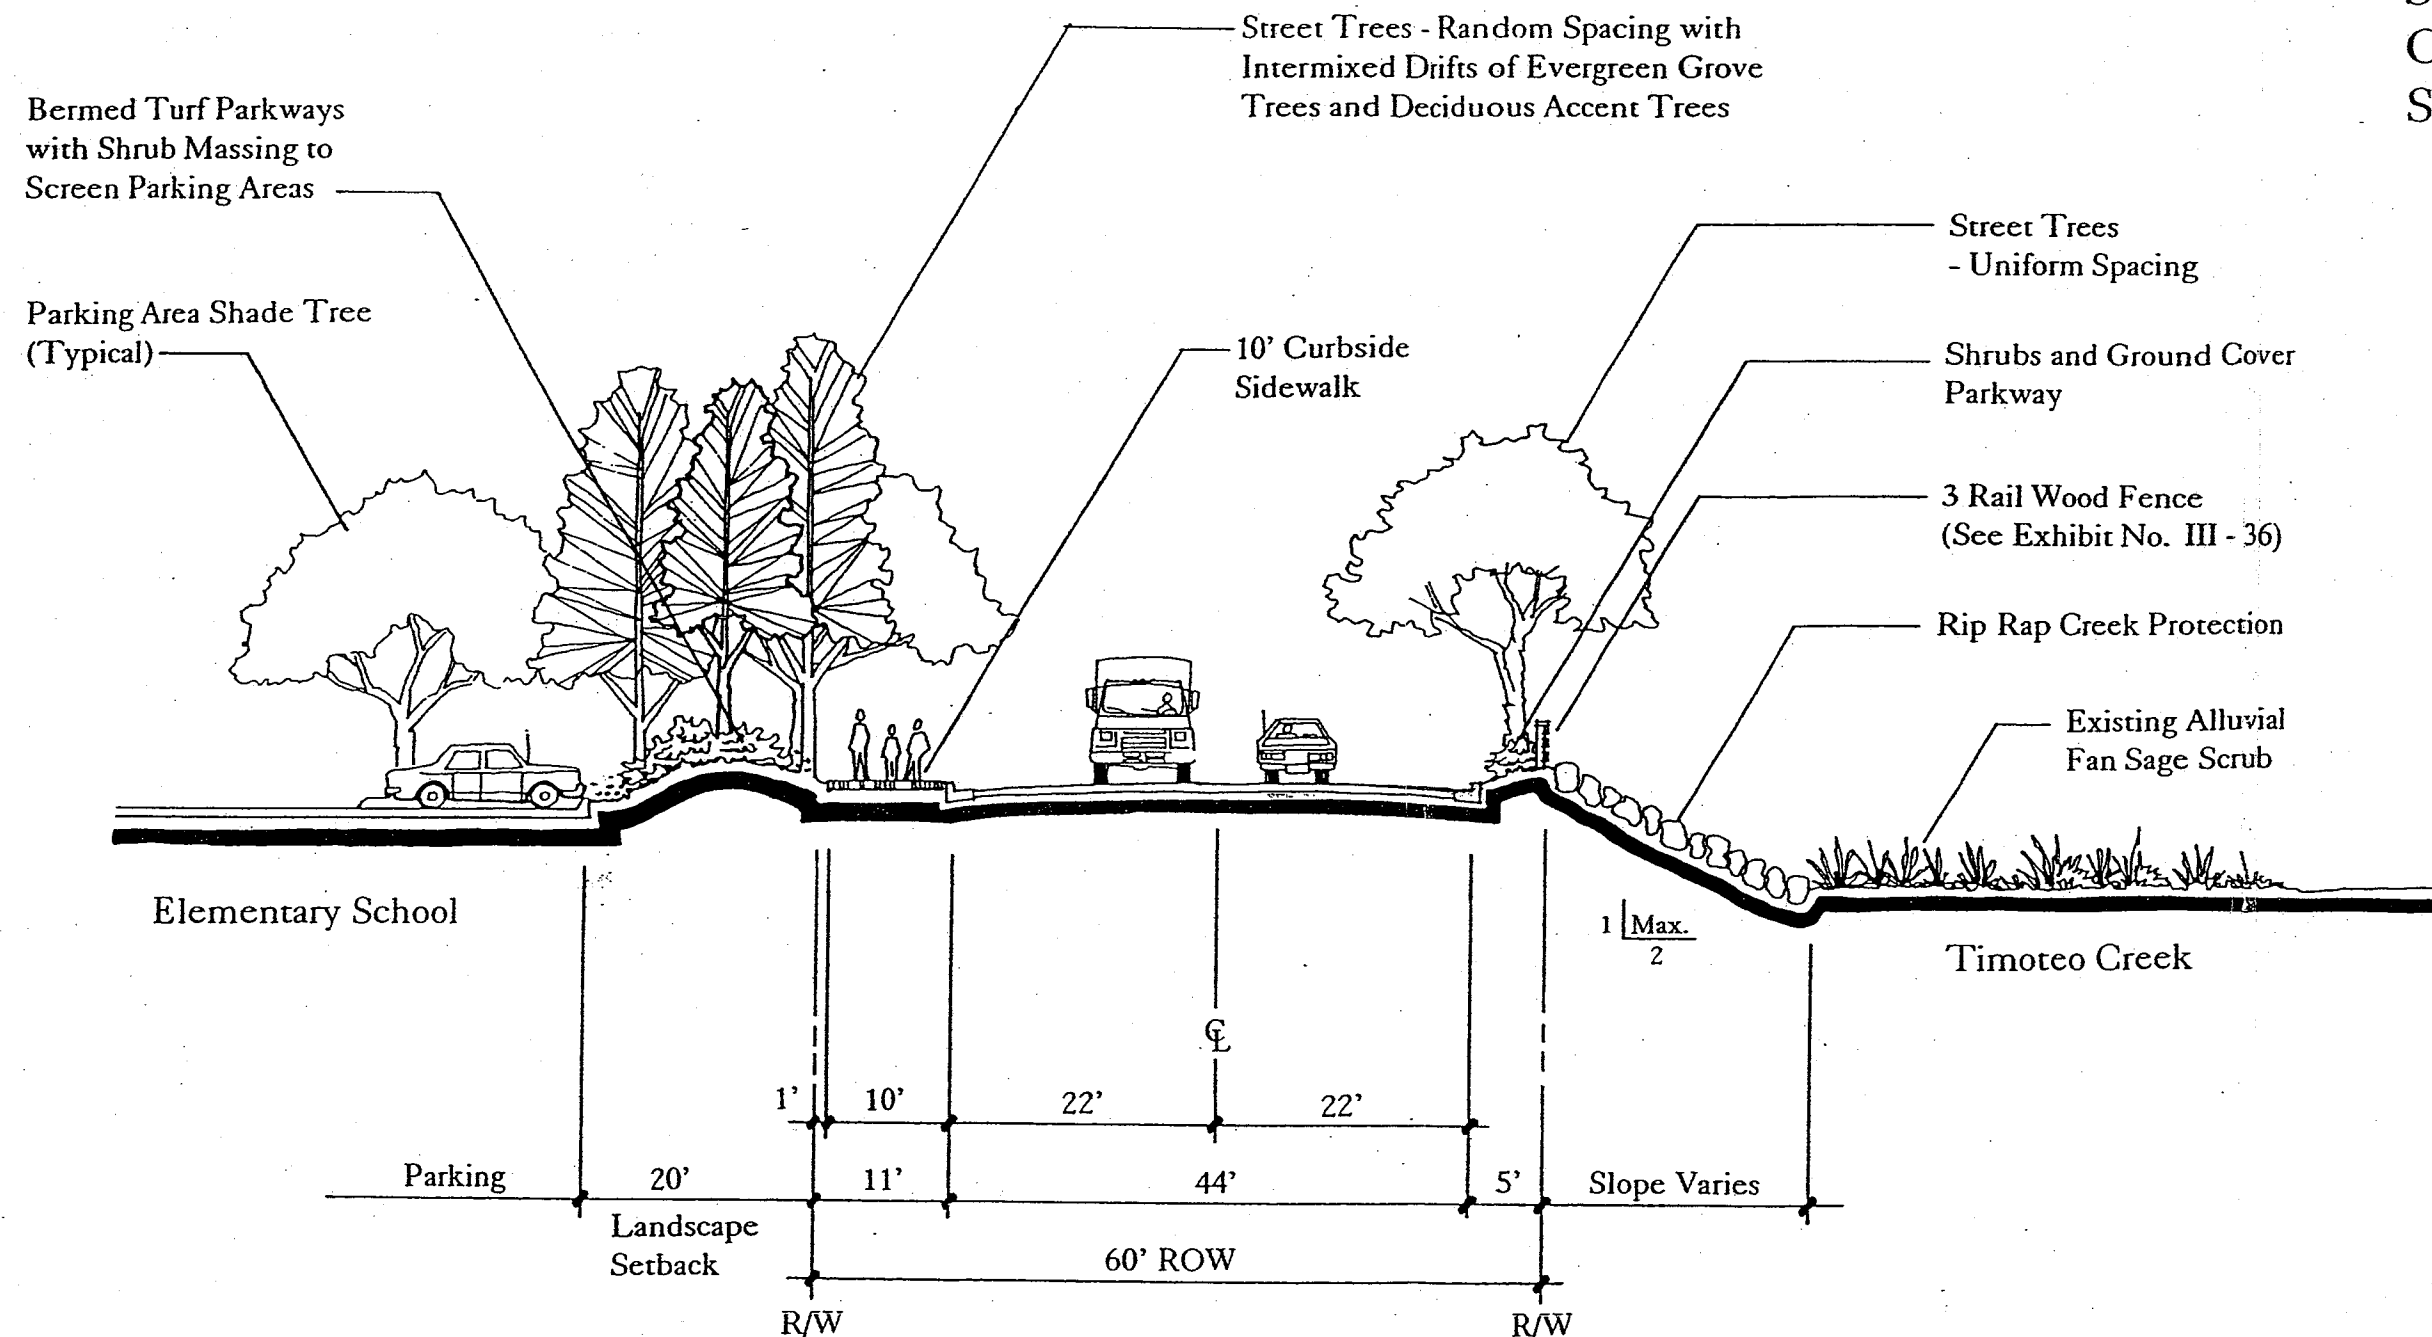 Street Trees - Random Spacing with
Intermixed Drifts of Evergreen Grove
Trees and Deciduous Accent Trees
Bermed Turf Parkways
with Shrub Massing to
Screen Parking Areas
Parking Area Shade Tree
(Typical)
10’ Curbside
Sidewalk
Street Trees
- Uniform Spacing
Shrubs and Ground Cover
Parkway
3 Rail Wood Fence
(See Exhibit No. III - 36)
Rip Rap Creek Protection
Existing Alluvial
Fan Sage Scrub
Elementary School
1 Max.
2
Timoteo Creek
CL
1’ 10’ 22’ 22’
Parking 20’ 11’ 44’ 5’ Slope Varies
Landscape
Setback
60’ ROW
R/W R/W